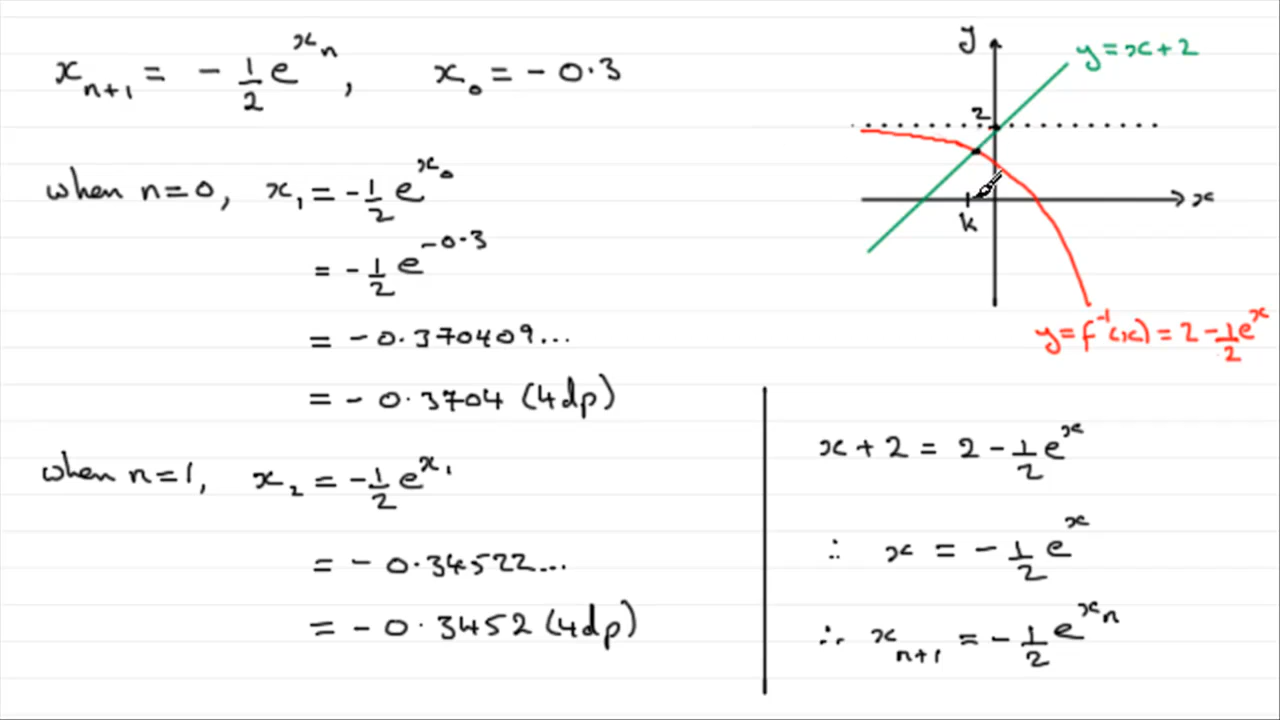 xₙ₊₁ = -1/2 e^(xₙ), x₀ = -0.3
when n=0, x₁ = -1/2 e^(x₀)
= -1/2 e^(-0.3)
= -0.370409...
= -0.3704 (4dp)
when n=1, x₂ = -1/2 e^(x₁)
= -0.34522...
= -0.3452 (4dp)
y
y=x+2
2
x
k
y=f⁻¹(x)=2-1/2 e^x
x+2 = 2-1/2 e^x
∴ x = -1/2 e^x
∴ xₙ₊₁ = -1/2 e^(xₙ)